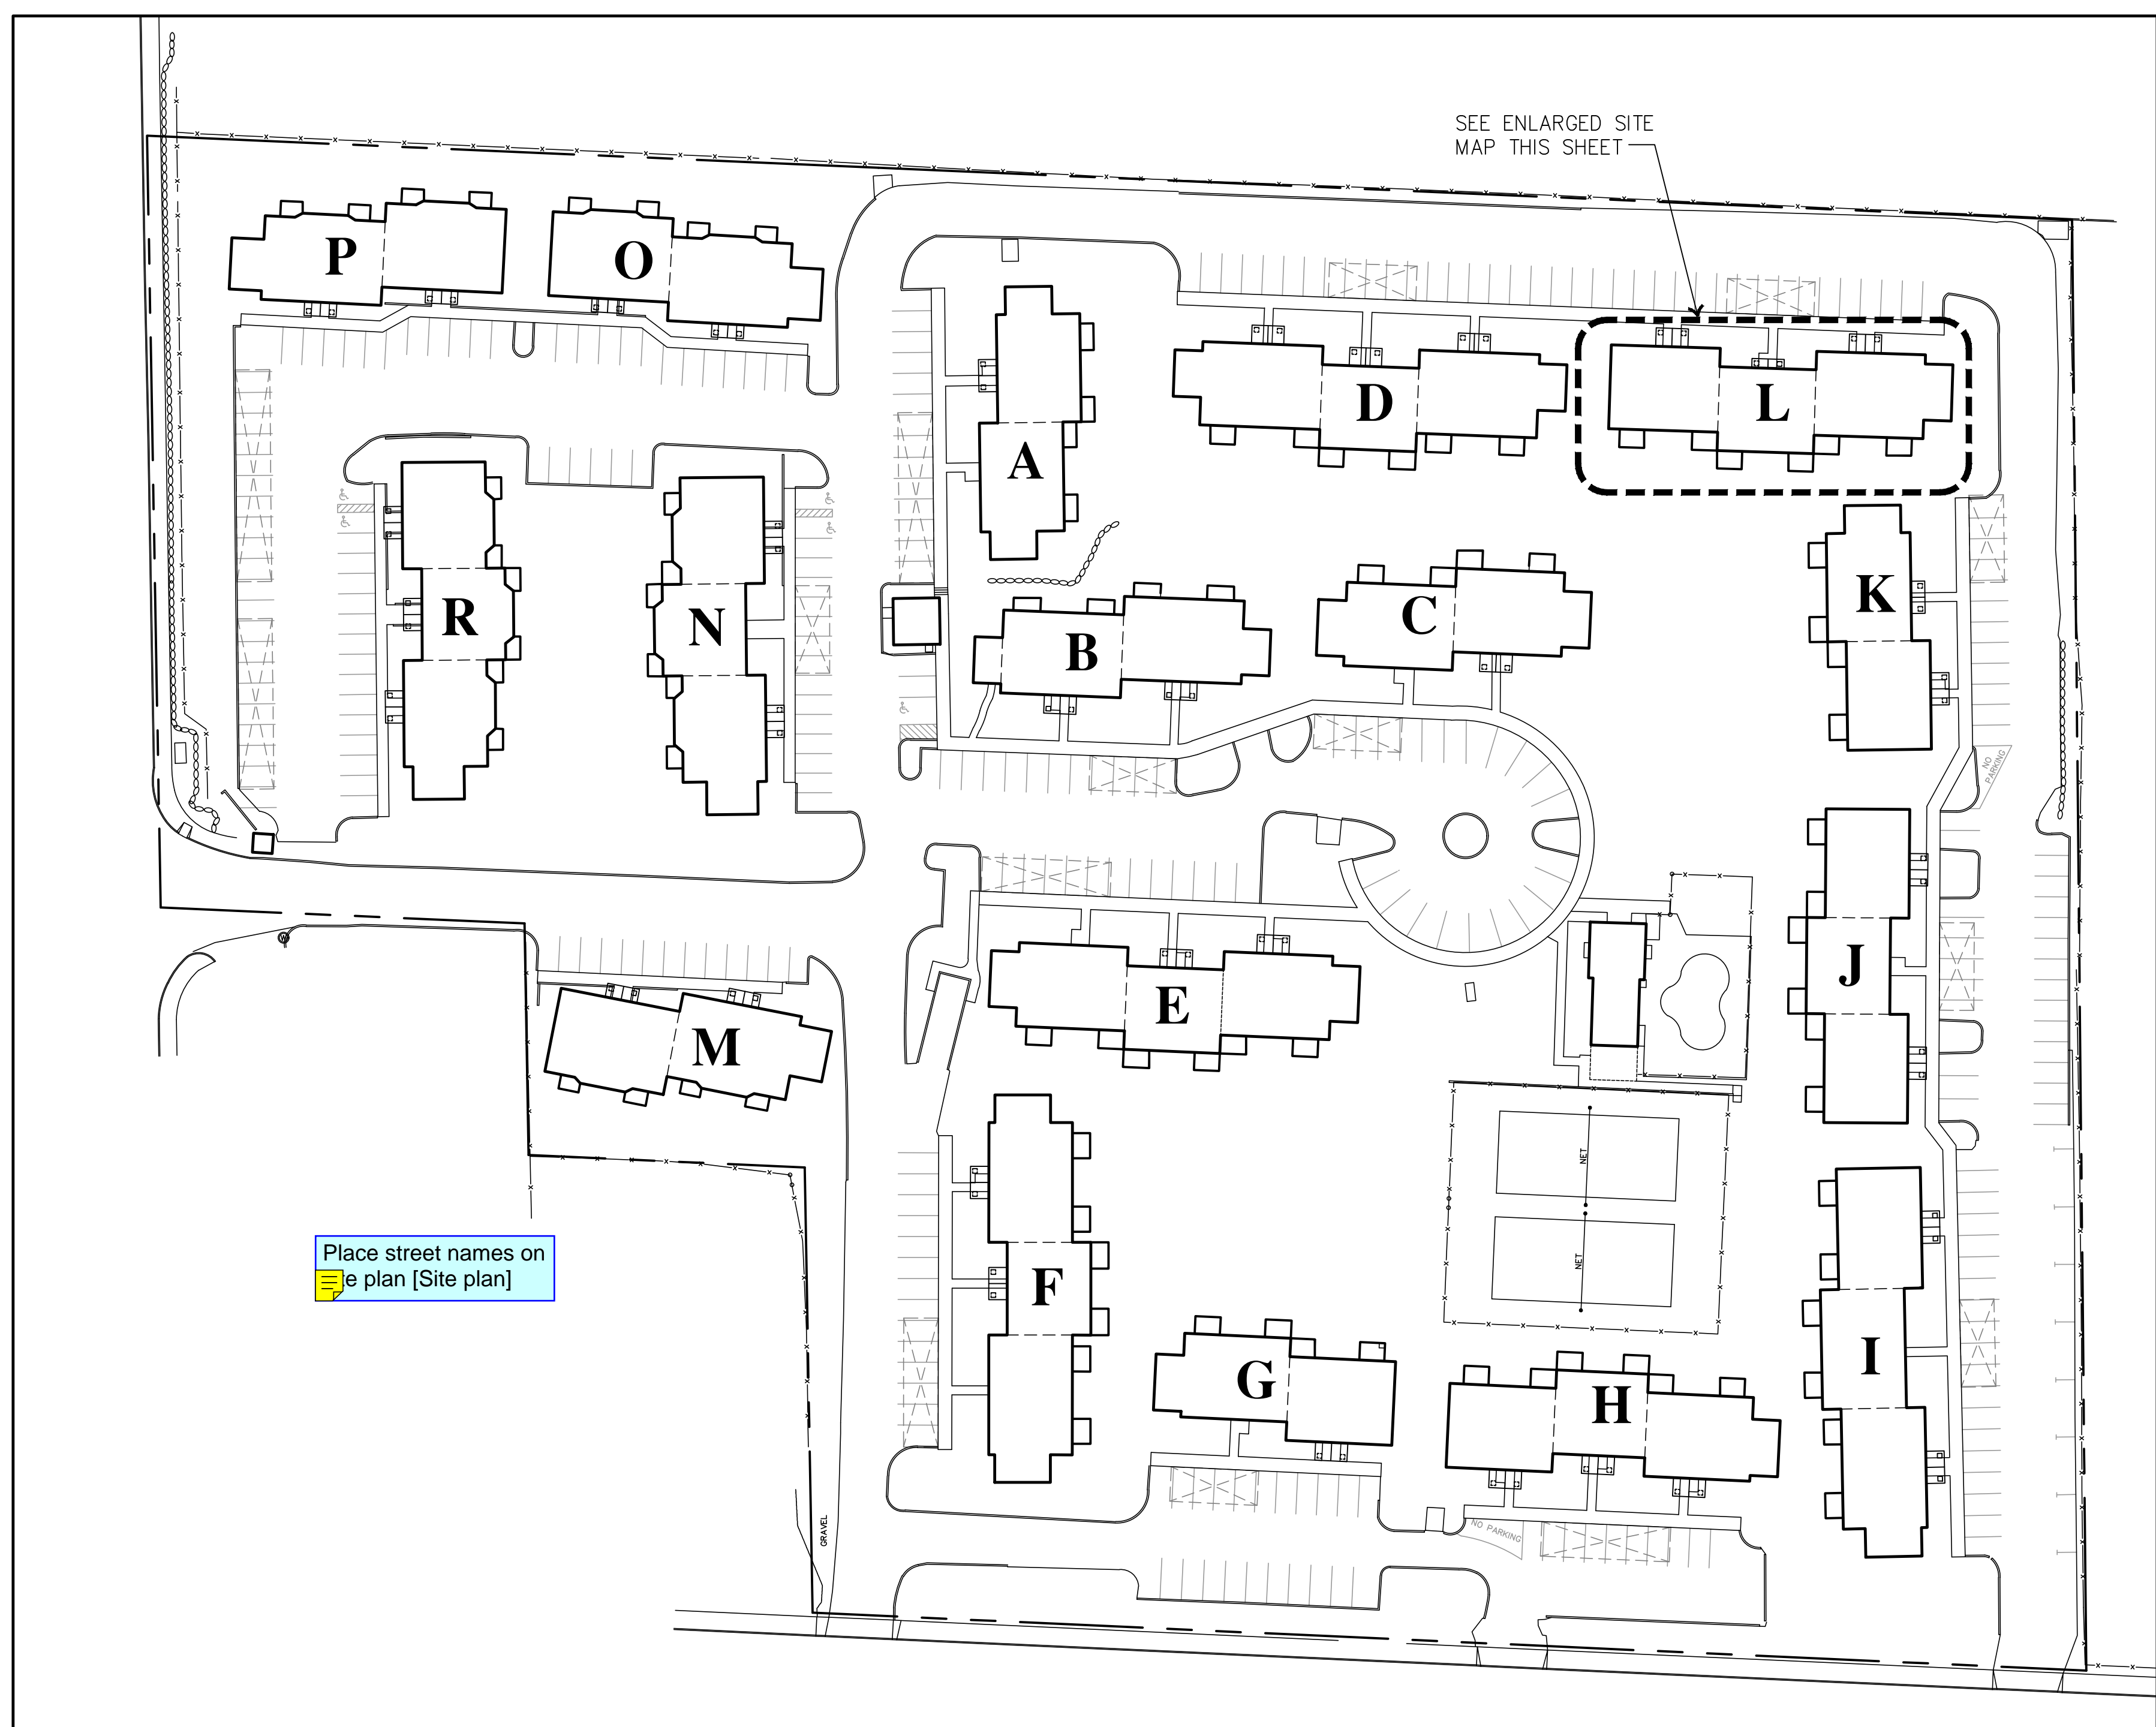 SEE ENLARGED SITE
MAP THIS SHEET
P
O
A
D
L
R
N
B
C
K
NO
PARKING
M
E
J
NET
NET
Place street names on
e plan [Site plan]
F
G
H
I
GRAVEL
NO PARKING